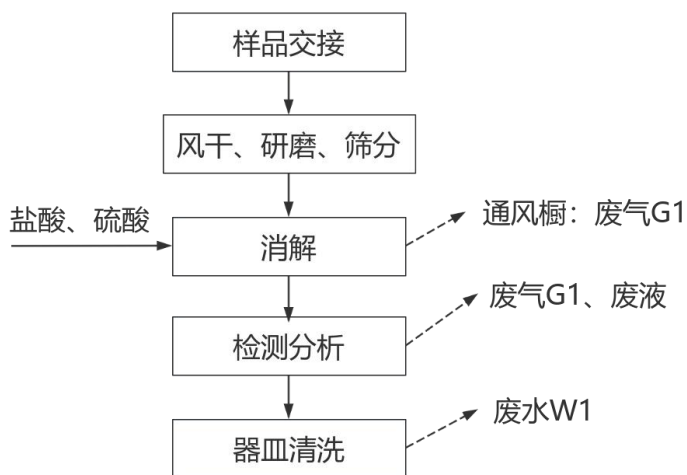 样品交接
风干、研磨、筛分
盐酸、硫酸
消解
通风橱：废气G1
检测分析
废气G1、废液
器皿清洗
废水W1